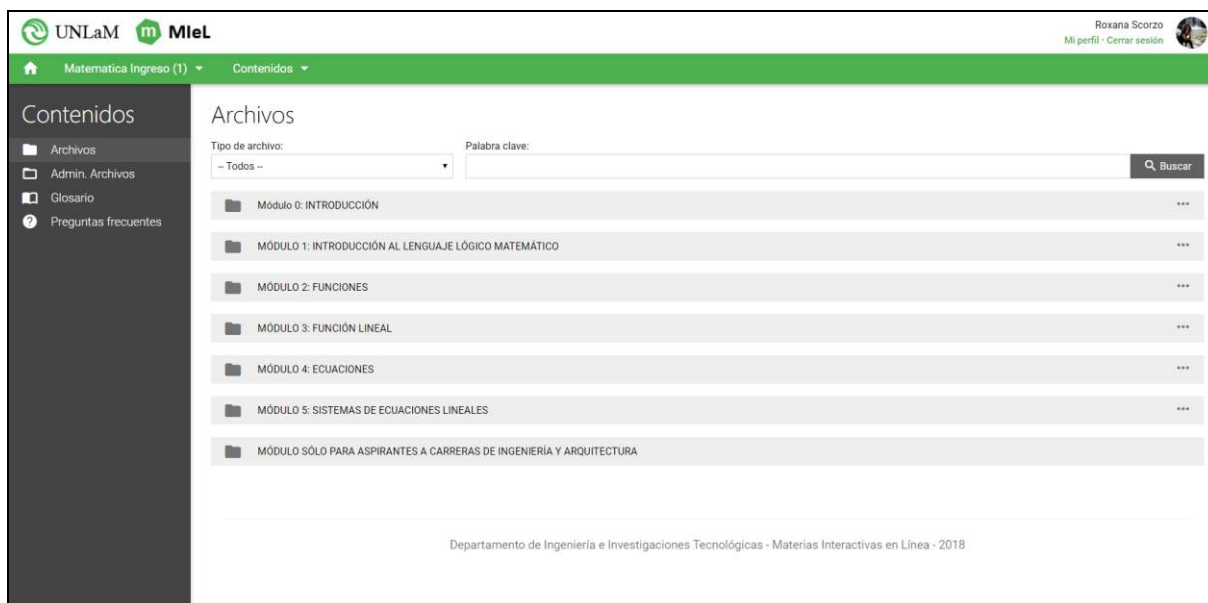 UNLaM m MIeL
Roxana Scorzo
Mi perfil · Cerrar sesión
Matematica Ingreso (1) Contenidos
Contenidos
Archivos
Admin. Archivos
Glosario
? Preguntas frecuentes
Archivos
Tipo de archivo: Palabra clave:
-- Todos -- Buscar
Módulo 0: INTRODUCCIÓN
MÓDULO 1: INTRODUCCIÓN AL LENGUAJE LÓGICO MATEMÁTICO
MÓDULO 2: FUNCIONES
MÓDULO 3: FUNCIÓN LINEAL
MÓDULO 4: ECUACIONES
MÓDULO 5: SISTEMAS DE ECUACIONES LINEALES
MÓDULO SÓLO PARA ASPIRANTES A CARRERAS DE INGENIERÍA Y ARQUITECTURA
Departamento de Ingeniería e Investigaciones Tecnológicas - Materias Interactivas en Línea - 2018